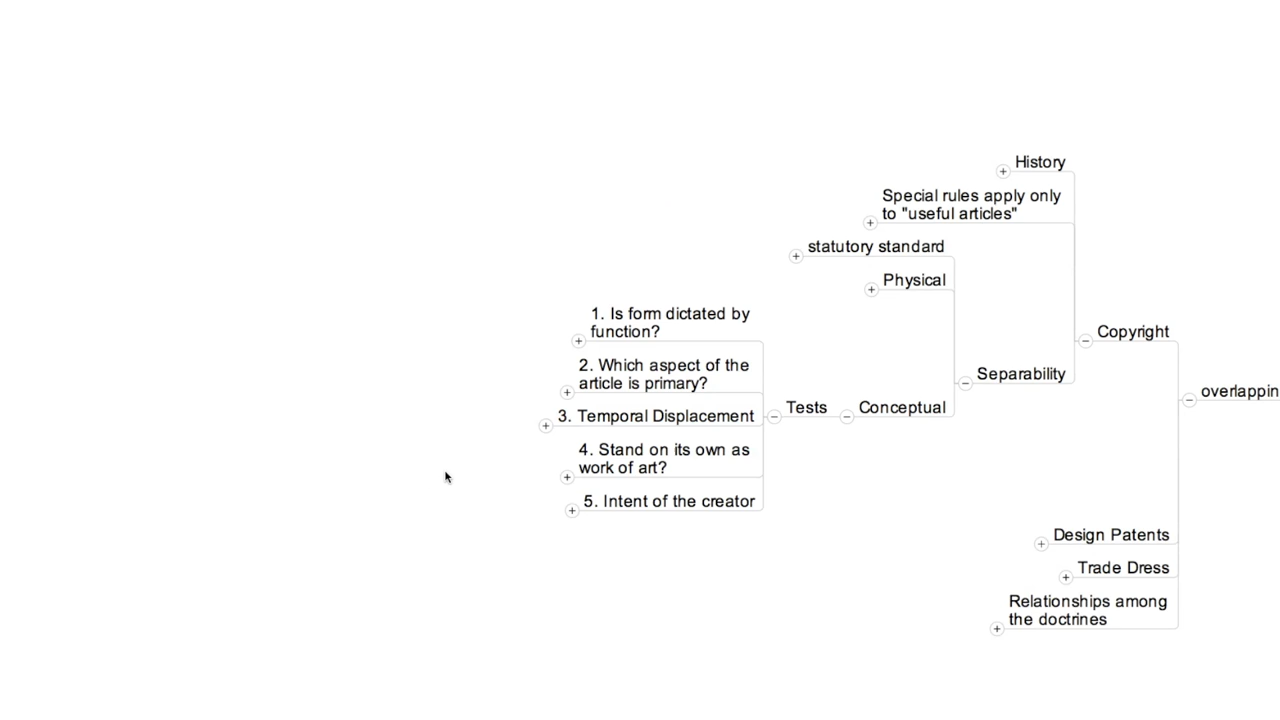 History
Special rules apply only
to "useful articles"
statutory standard
Physical
1. Is form dictated by
function?
Copyright
2. Which aspect of the
article is primary?
Separability
overlappin
Tests
Conceptual
3. Temporal Displacement
4. Stand on its own as
work of art?
5. Intent of the creator
Design Patents
Trade Dress
Relationships among
the doctrines